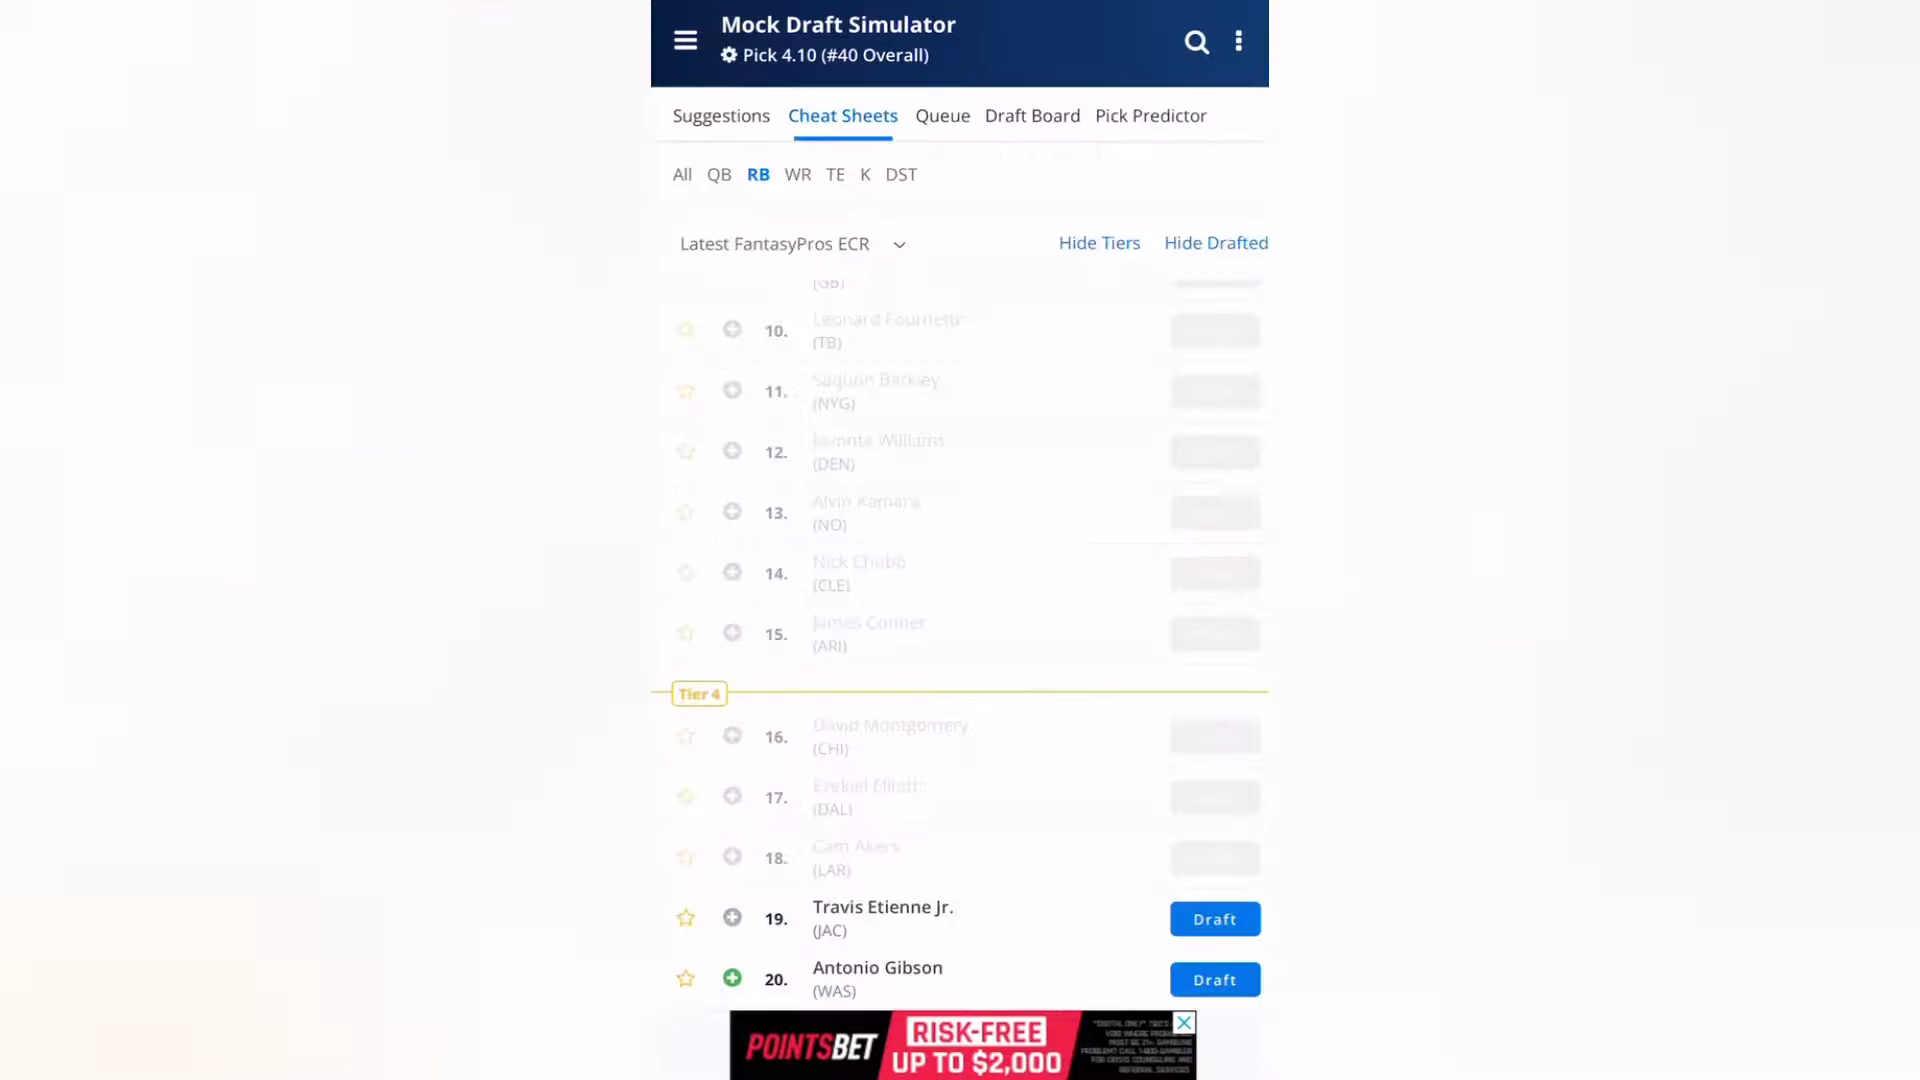 Mock Draft Simulator
Pick 4.10 (#40 Overall)
Suggestions Cheat Sheets Queue Draft Board Pick Predictor
All QB RB WR TE K DST
Latest FantasyPros ECR Hide Tiers Hide Drafted
(GB)
10. Leonard Fournette
(TB)
11. Saquon Barkley
(NYG)
12. Javonte Williams
(DEN)
13. Alvin Kamara
(NO)
14. Nick Chubb
(CLE)
15. James Conner
(ARI)
Tier 4
16. David Montgomery
(CHI)
17. Ezekiel Elliott
(DAL)
18. Cam Akers
(LAR)
19. Travis Etienne Jr. Draft
(JAC)
20. Antonio Gibson Draft
(WAS)
POINTSBET RISK-FREE
UP TO $2,000